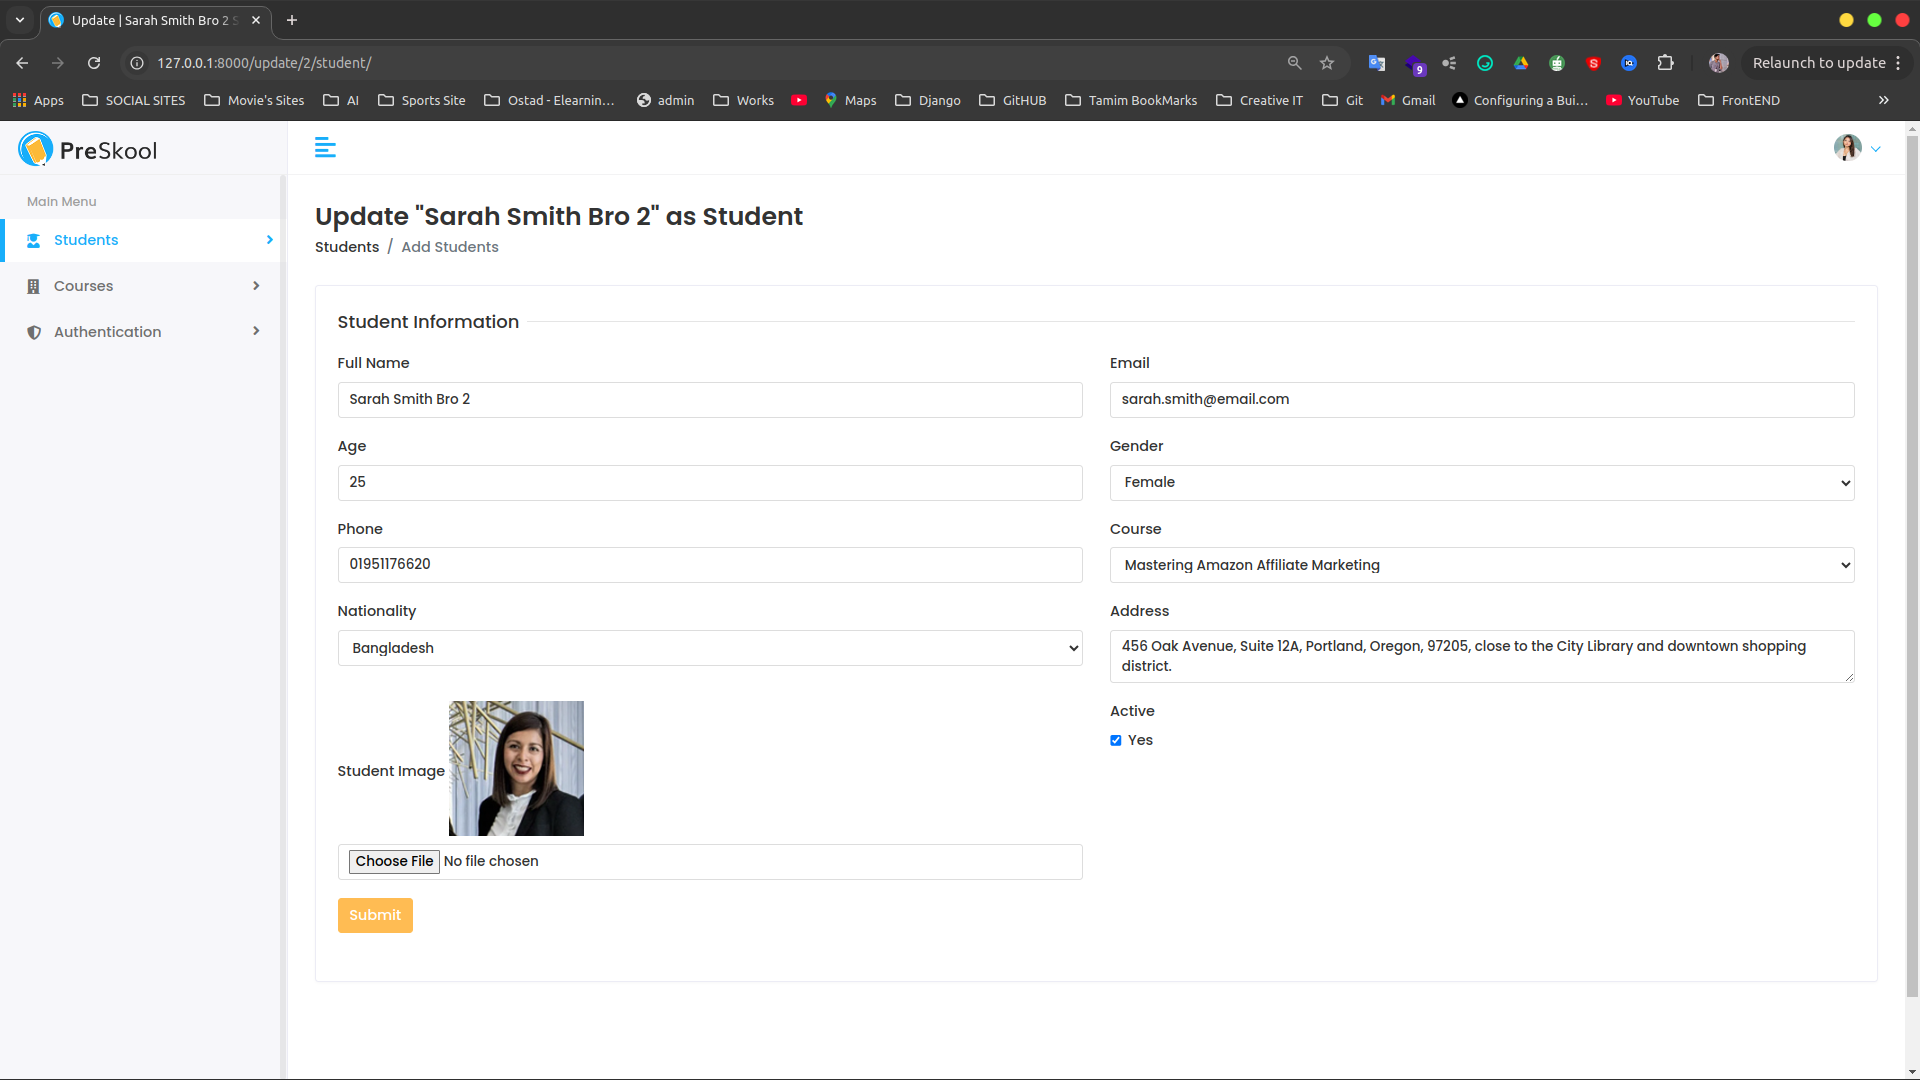 Update | Sarah Smith Bro 2 S
127.0.0.1:8000/update/2/student/
9
Relaunch to update
Apps
SOCIAL SITES
Movie's Sites
AI
Sports Site
Ostad - Elearnin...
admin
Works
Maps
Django
GitHUB
Tamim BookMarks
Creative IT
Git
Gmail
Configuring a Bui...
YouTube
FrontEND
PreSkool
Main Menu
Students
Courses
Authentication
Update "Sarah Smith Bro 2" as Student
Students / Add Students
Student Information
Full Name
Sarah Smith Bro 2
Email
sarah.smith@email.com
Age
25
Gender
Female
Phone
01951176620
Course
Mastering Amazon Affiliate Marketing
Nationality
Bangladesh
Address
456 Oak Avenue, Suite 12A, Portland, Oregon, 97205, close to the City Library and downtown shopping
district.
Student Image
Active
Yes
Choose File No file chosen
Submit